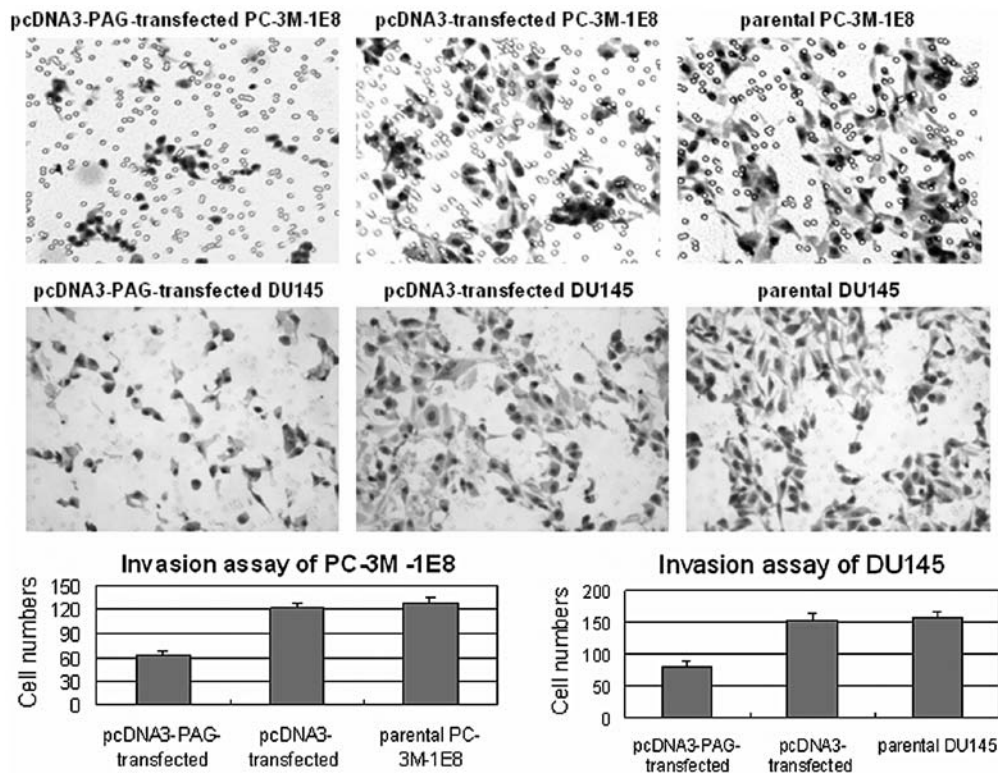 pcDNA3-PAG-transfected PC-3M-1E8
pcDNA3-transfected PC-3M-1E8
parental PC-3M-1E8
pcDNA3-PAG-transfected DU145
pcDNA3-transfected DU145
parental DU145
Invasion assay of PC-3M -1E8
Cell numbers
150
120
90
60
30
0
pcDNA3-PAG-
transfected
pcDNA3-
transfected
parental PC-
3M-1E8
Invasion assay of DU145
Cell numbers
200
150
100
50
0
pcDNA3-PAG-
transfected
pcDNA3-
transfected
parental DU145